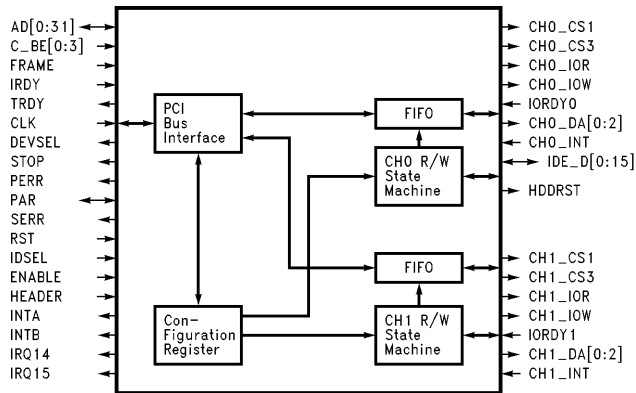 AD[0:31]
C_BE[0:3]
FRAME
IRDY
TRDY
CLK
DEVSEL
STOP
PERR
PAR
SERR
RST
IDSEL
ENABLE
HEADER
INTA
INTB
IRQ14
IRQ15
PCI
Bus
Interface
Con-
Figuration
Register
FIFO
CH0 R/W
State
Machine
FIFO
CH1 R/W
State
Machine
CH0_CS1
CH0_CS3
CH0_IOR
CH0_IOW
IORDY0
CH0_DA[0:2]
CH0_INT
IDE_D[0:15]
HDDRST
CH1_CS1
CH1_CS3
CH1_IOR
CH1_IOW
IORDY1
CH1_DA[0:2]
CH1_INT